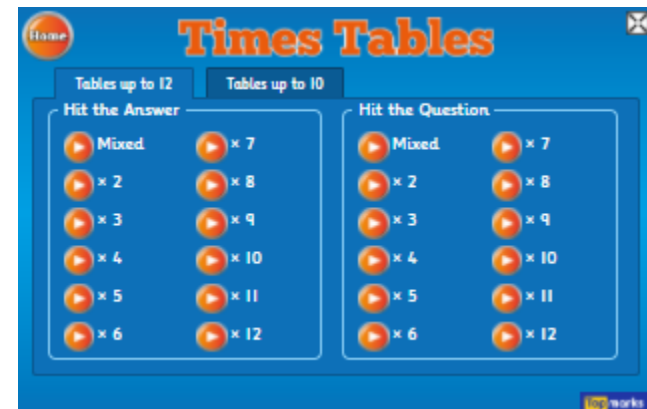 Home
Times Tables
Tables up to 12
Tables up to 10
Hit the Answer
Mixed
× 2
× 3
× 4
× 5
× 6
× 7
× 8
× 9
× 10
× 11
× 12
Hit the Question
Mixed
× 2
× 3
× 4
× 5
× 6
× 7
× 8
× 9
× 10
× 11
× 12
Topmarks